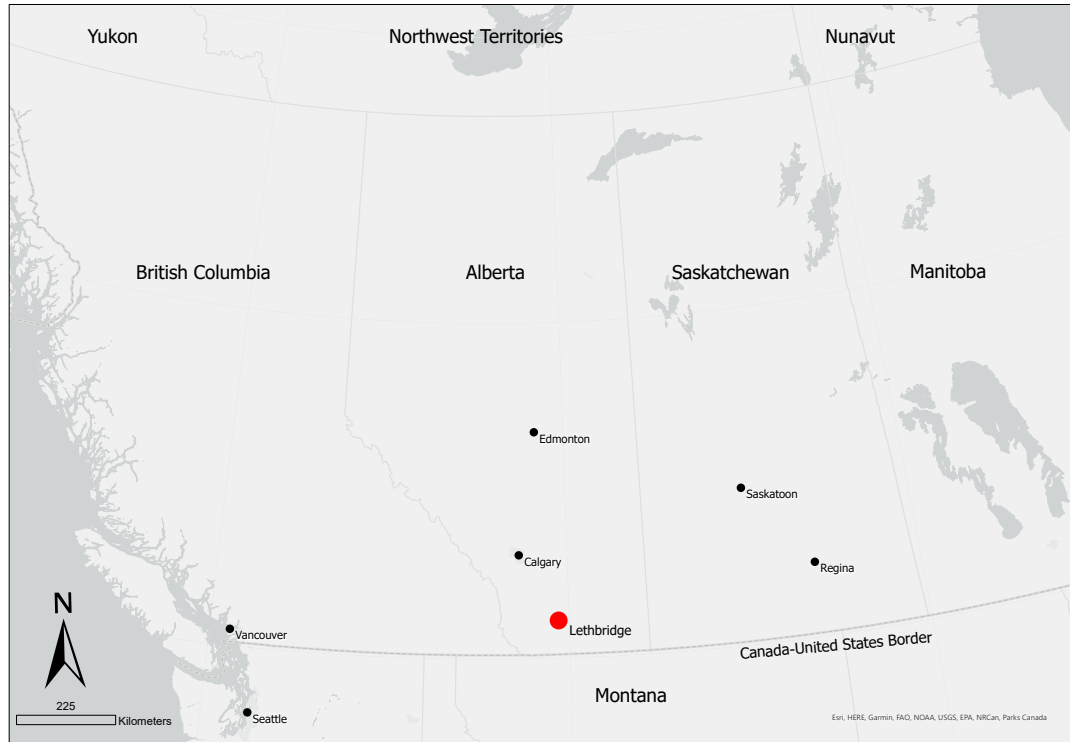 Yukon
Northwest Territories
Nunavut
British Columbia
Alberta
Saskatchewan
Manitoba
Edmonton
Saskatoon
Calgary
Regina
N
Vancouver
Lethbridge
Canada-United States Border
Montana
225
Kilometers
Seattle
Esri, HERE, Garmin, FAO, NOAA, USGS, EPA, NRCan, Parks Canada